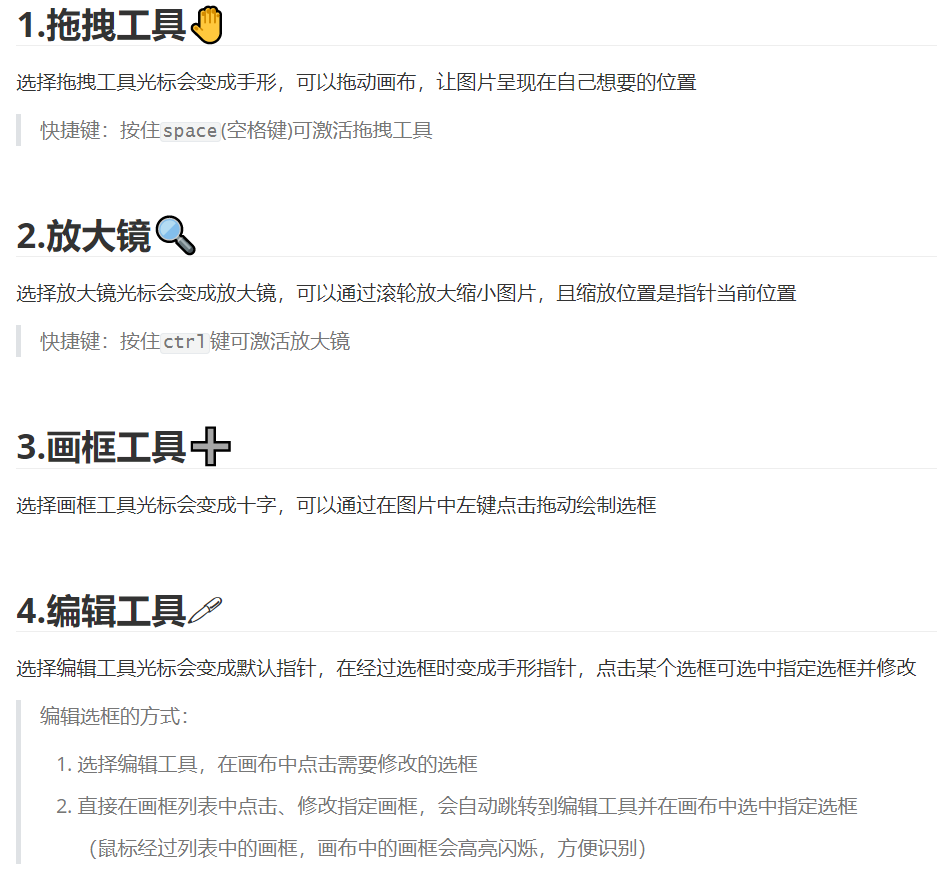 1.拖拽工具🤚
选择拖拽工具光标会变成手形，可以拖动画布，让图片呈现在自己想要的位置
快捷键：按住space(空格键)可激活拖拽工具
2.放大镜🔍
选择放大镜光标会变成放大镜，可以通过滚轮放大缩小图片，且缩放位置是指针当前位置
快捷键：按住ctrl键可激活放大镜
3.画框工具➕
选择画框工具光标会变成十字，可以通过在图片中左键点击拖动绘制选框
4.编辑工具🖊
选择编辑工具光标会变成默认指针，在经过选框时变成手形指针，点击某个选框可选中指定选框并修改
编辑选框的方式：
1. 选择编辑工具，在画布中点击需要修改的选框
2. 直接在画框列表中点击、修改指定画框，会自动跳转到编辑工具并在画布中选中指定选框
（鼠标经过列表中的画框，画布中的画框会高亮闪烁，方便识别）